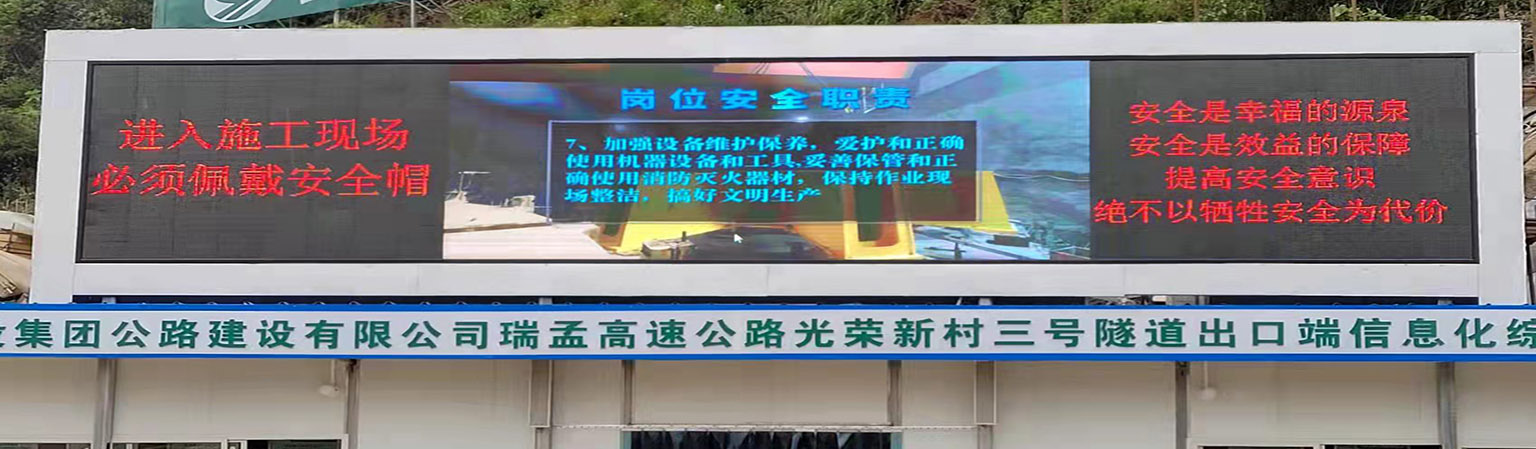 进入施工现场
必须佩戴安全帽
岗位安全职责
7、加强设备维护保养，爱护和正确
使用机器设备和工具,妥善保管和正
确使用消防灭火器材，保持作业现
场整洁，搞好文明生产
安全是幸福的源泉
安全是效益的保障
提高安全意识
绝不以牺牲安全为代价
集团公路建设有限公司瑞孟高速公路光荣新村三号隧道出口端信息化综